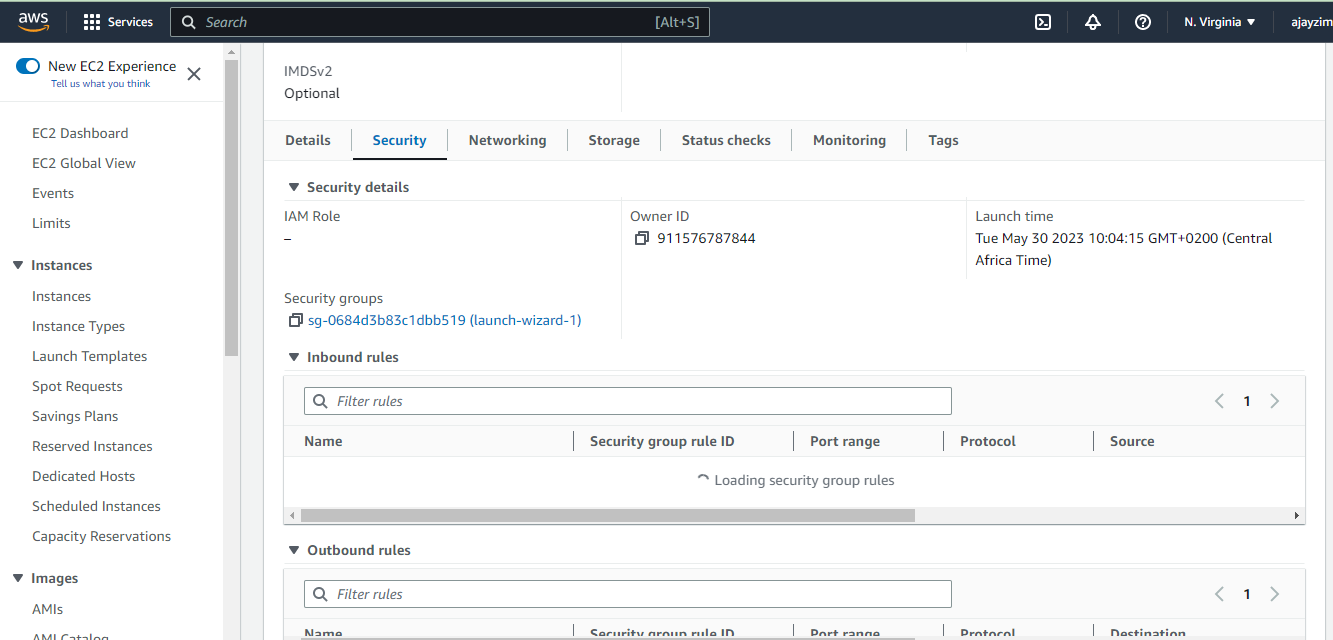 aws
Services
Search
[Alt+S]
N. Virginia
ajayzim
New EC2 Experience
Tell us what you think
EC2 Dashboard
EC2 Global View
Events
Limits
Instances
Instances
Instance Types
Launch Templates
Spot Requests
Savings Plans
Reserved Instances
Dedicated Hosts
Scheduled Instances
Capacity Reservations
Images
AMIs
AMI Catalog
IMDSv2
Optional
Details
Security
Networking
Storage
Status checks
Monitoring
Tags
Security details
IAM Role
–
Owner ID
911576787844
Launch time
Tue May 30 2023 10:04:15 GMT+0200 (Central
Africa Time)
Security groups
sg-0684d3b83c1dbb519 (launch-wizard-1)
Inbound rules
Filter rules
1
Name
Security group rule ID
Port range
Protocol
Source
Loading security group rules
Outbound rules
Filter rules
1
Name
Security group rule ID
Port range
Protocol
Destination